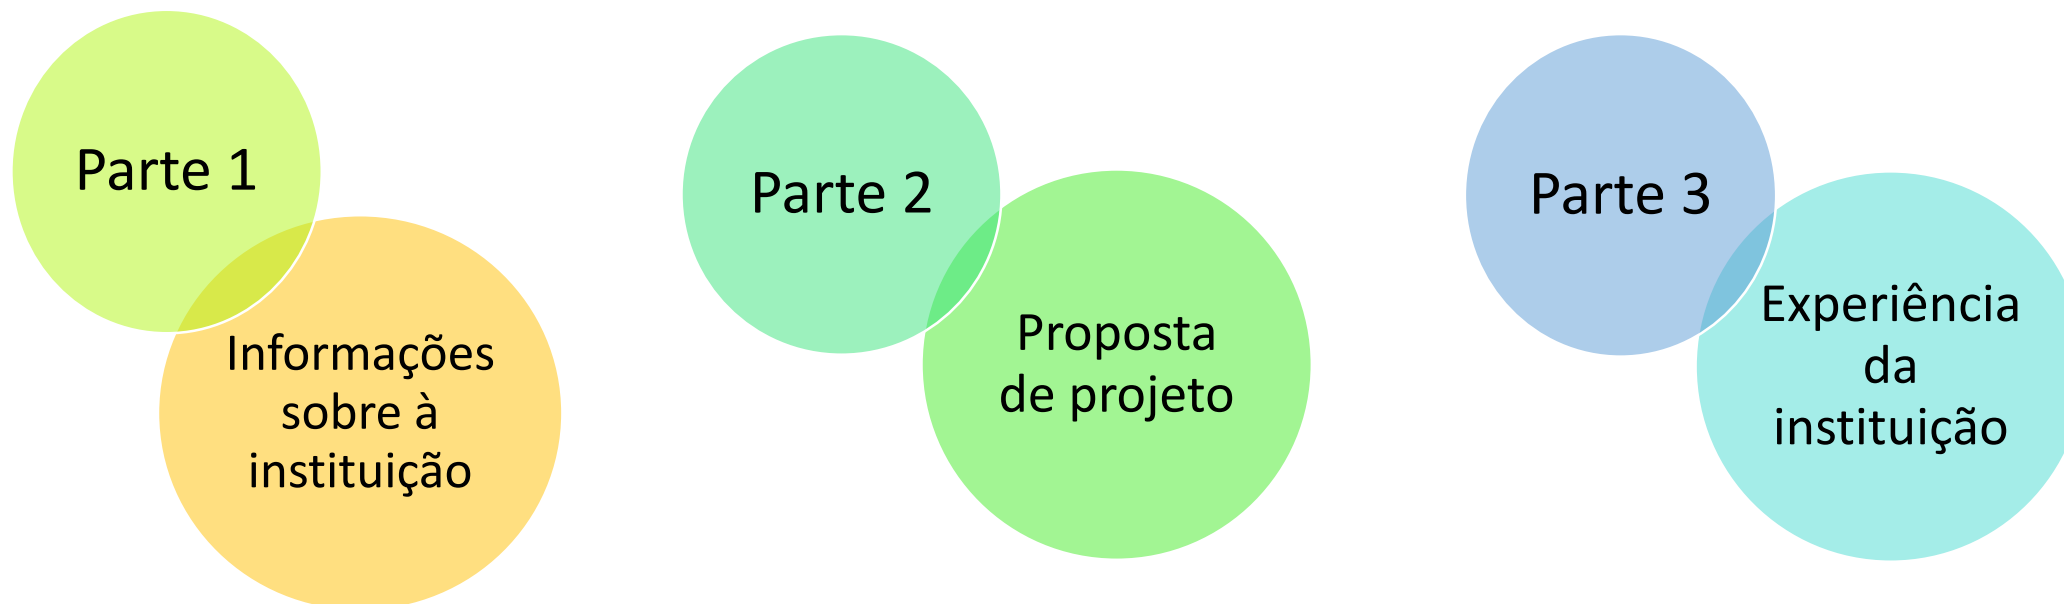 Parte 1
Informações
sobre à
instituição
Parte 2
Proposta
de projeto
Parte 3
Experiência
da
instituição